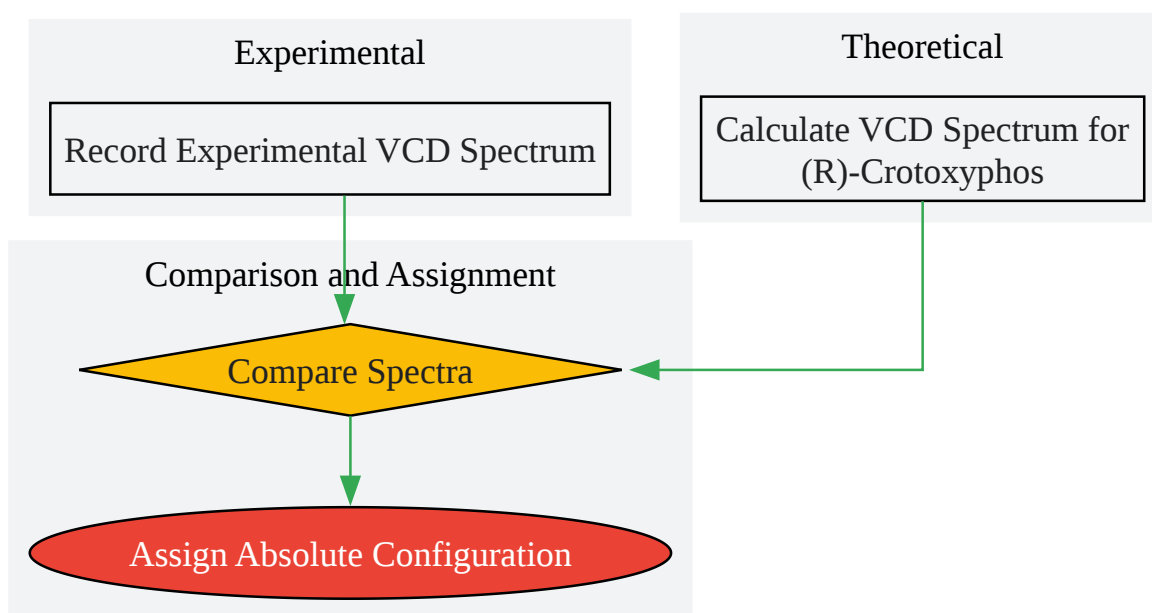 Experimental
Record Experimental VCD Spectrum
Theoretical
Calculate VCD Spectrum for
(R)-Crotoxyphos
Comparison and Assignment
Compare Spectra
Assign Absolute Configuration